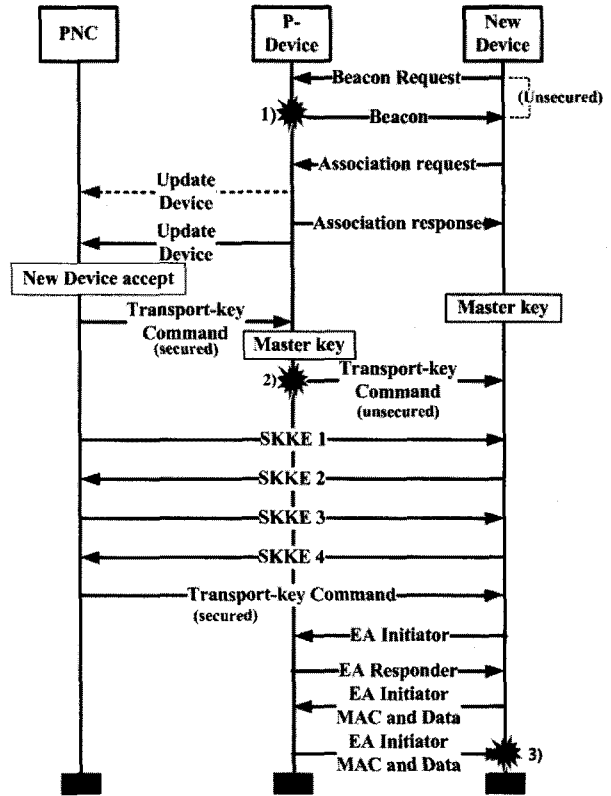 PNC
P-
Device
New
Device
Beacon Request
(Unsecured)
1)
Beacon
Association request
Update
Device
Association response
Update
Device
New Device accept
Master key
Transport-key
Command
(secured)
Master key
2)
Transport-key
Command
(unsecured)
SKKE 1
SKKE 2
SKKE 3
SKKE 4
Transport-key Command
(secured)
EA Initiator
EA Responder
EA Initiator
MAC and Data
EA Initiator
MAC and Data
3)